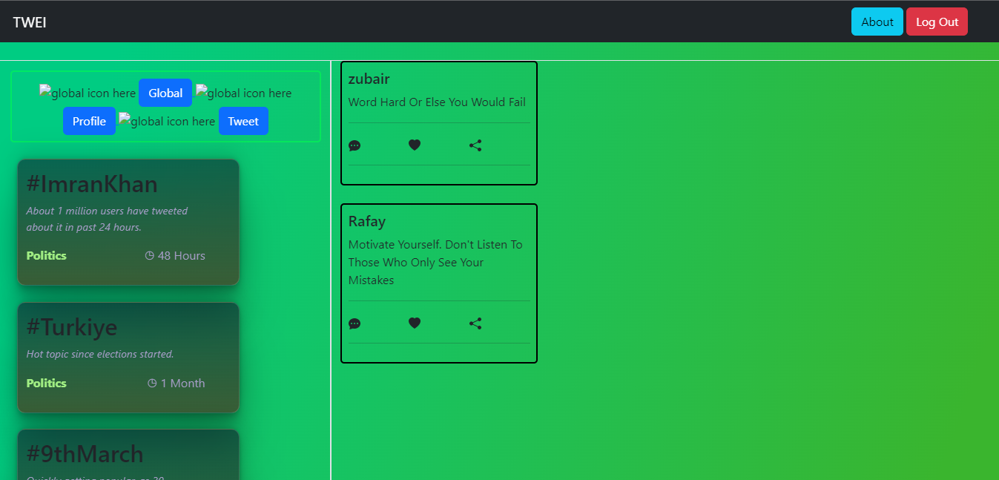 TWEI
About Log Out
global icon here Global global icon here
Profile global icon here Tweet
#ImranKhan
About 1 million users have tweeted
about it in past 24 hours.
Politics 48 Hours
#Turkiye
Hot topic since elections started.
Politics 1 Month
#9thMarch
zubair
Word Hard Or Else You Would Fail
Rafay
Motivate Yourself. Don't Listen To
Those Who Only See Your
Mistakes